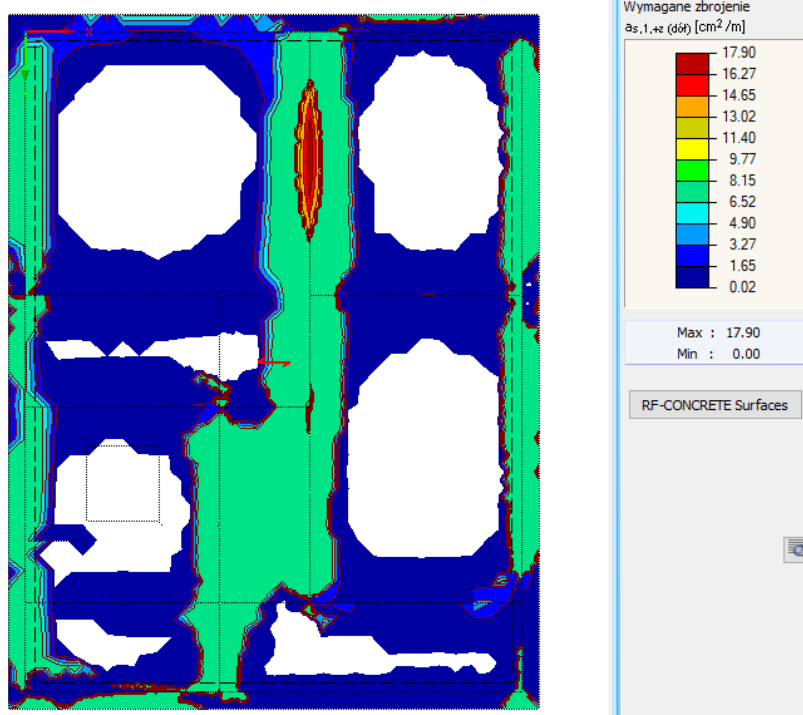 Wymagane zbrojenie
as,1,+z (dół) [cm² /m]
17.90
16.27
14.65
13.02
11.40
9.77
8.15
6.52
4.90
3.27
1.65
0.02
Max : 17.90
Min : 0.00
RF-CONCRETE Surfaces